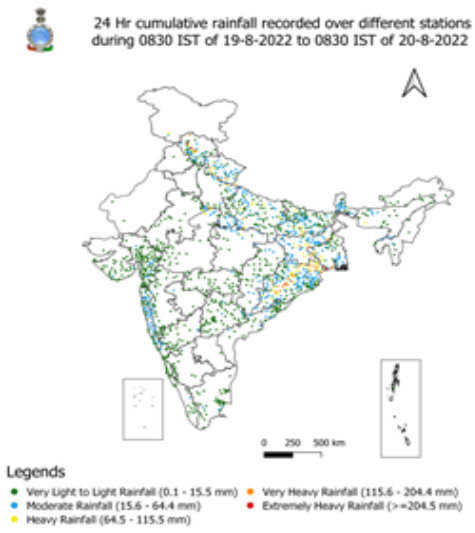 24 Hr cumulative rainfall recorded over different stations
during 0830 IST of 19-8-2022 to 0830 IST of 20-8-2022
0 250 500 km
Legends
Very Light to Light Rainfall (0.1 - 15.5 mm)
Moderate Rainfall (15.6 - 64.4 mm)
Heavy Rainfall (64.5 - 115.5 mm)
Very Heavy Rainfall (115.6 - 204.4 mm)
Extremely Heavy Rainfall (>=204.5 mm)